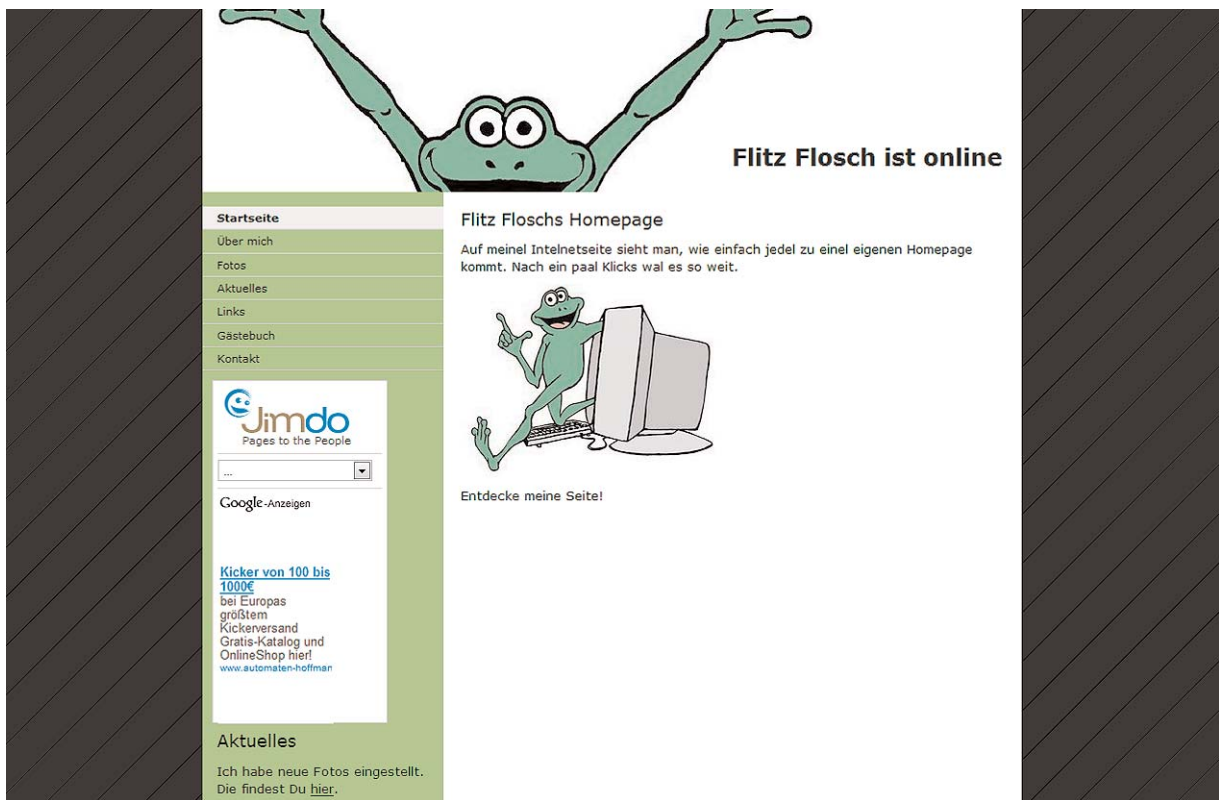 Flitz Flosch ist online
Startseite
Über mich
Fotos
Aktuelles
Links
Gästebuch
Kontakt
Jimdo
Pages to the People
...
Google-Anzeigen
Kicker von 100 bis
1000€
bei Europas
größtem
Kickerversand
Gratis-Katalog und
OnlineShop hier!
www.automaten-hoffman
Aktuelles
Ich habe neue Fotos eingestellt.
Die findest Du hier.
Flitz Floschs Homepage
Auf meinel Intelnetseite sieht man, wie einfach jedel zu einel eigenen Homepage
kommt. Nach ein paal Klicks wal es so weit.
Entdecke meine Seite!